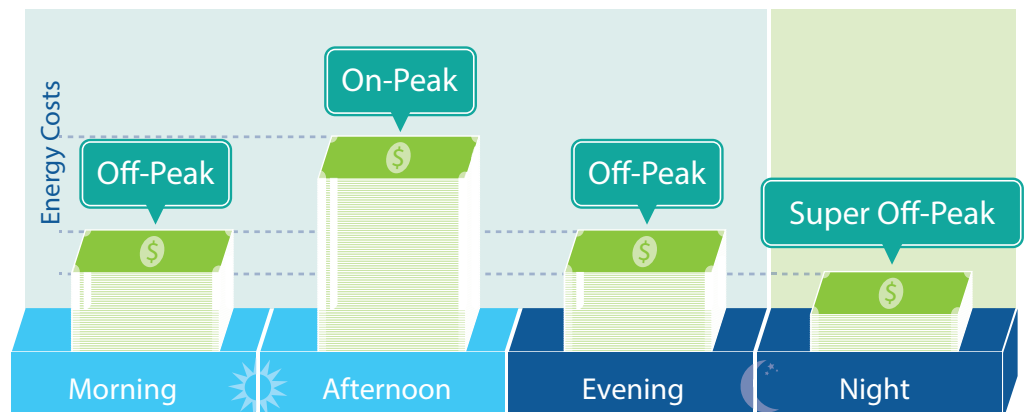 Energy Costs
Off-Peak
On-Peak
Off-Peak
Super Off-Peak
$
$
$
$
Morning
Afternoon
Evening
Night